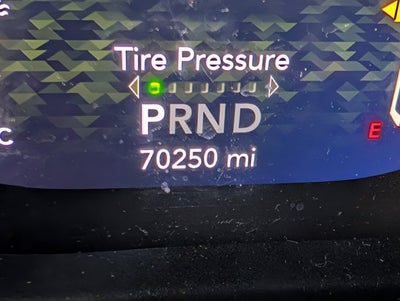 Tire Pressure
PRND
E
C
70250 mi